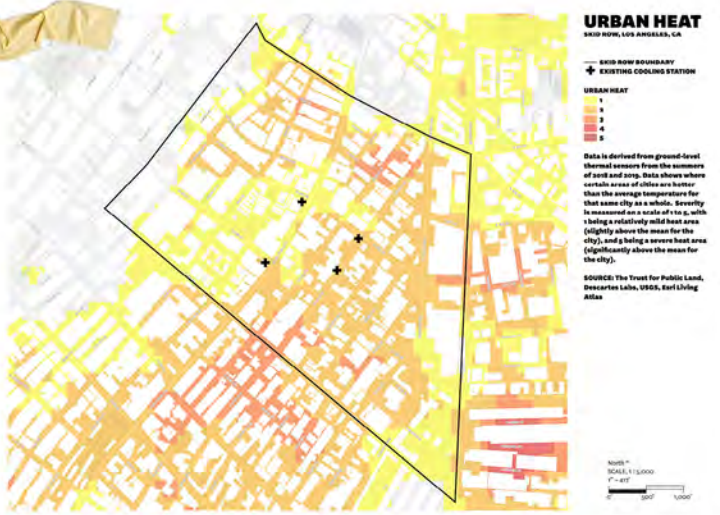 URBAN HEAT
SKID ROW, LOS ANGELES, CA
SKID ROW BOUNDARY
EXISTING COOLING STATION
URBAN HEAT
1
2
3
4
5
Data is derived from ground-level
thermal sensors from the summers
of 2018 and 2019. Data shows where
certain areas of cities are hotter
than the average temperature for
that same city as a whole. Severity
is measured on a scale of 1 to 5, with
1 being a relatively mild heat area
(slightly above the mean for the
city), and 5 being a severe heat area
(significantly above the mean for
the city).
SOURCE: The Trust for Public Land,
Descartes Labs, USGS, Esri Living
Atlas
North ^
SCALE, 1 : 5,000
0' 500' 1,000'